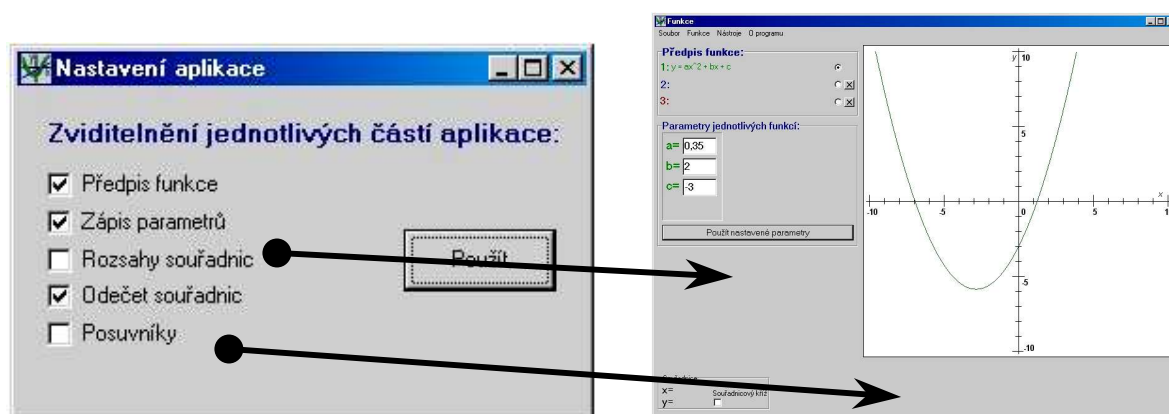 Nastavení aplikace
Zviditelnění jednotlivých částí aplikace:
Předpis funkce
Zápis parametrů
Rozsahy souřadnic
Odečet souřadnic
Posuvníky
Použít
Funkce
Soubor Funkce Nástroje O programu
Předpis funkce:
1: y = ax^2 + bx + c
2:
3:
Parametry jednotlivých funkcí:
a= 0,35
b= 2
c= -3
Použít nastavené parametry
y 10
5
x
-10 -5 0 5 1
-5
-10
x=
Souřadnicový kříž
y=